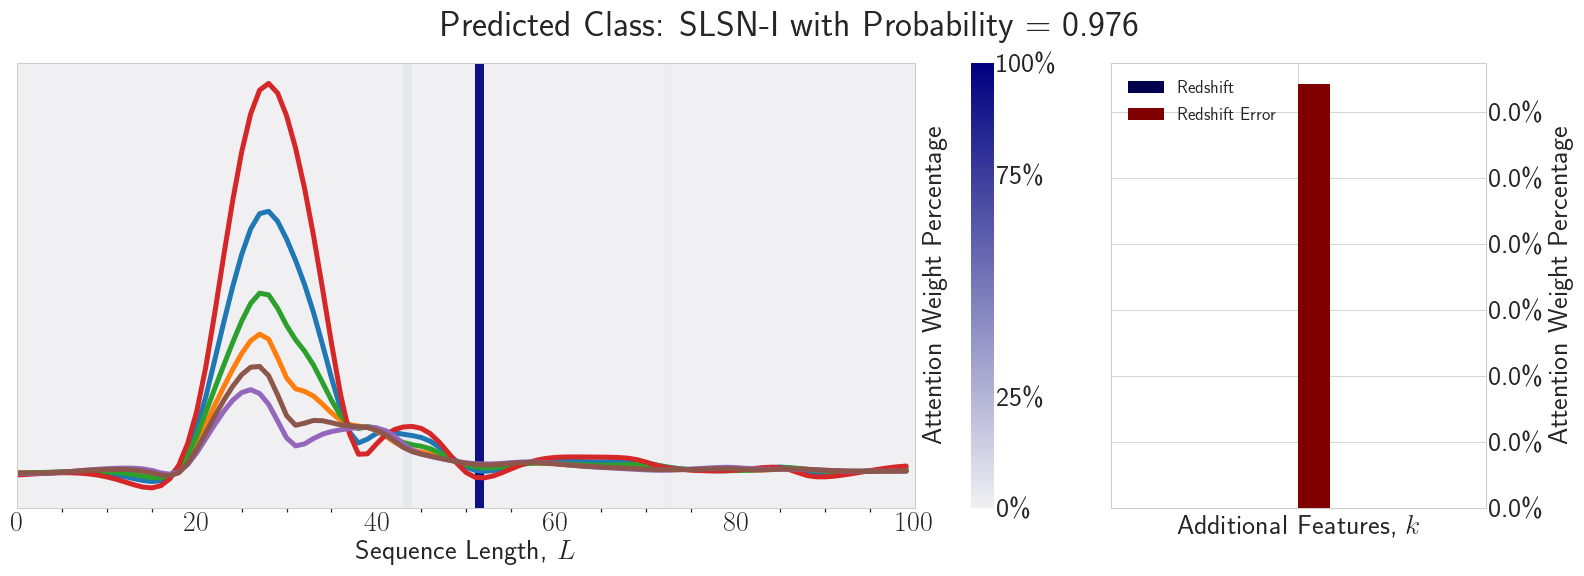 Predicted Class: SLSN-I with Probability = 0.976
0 20 40 60 80 100
Sequence Length, L
100%
75%
25%
0%
Attention Weight Percentage
Redshift
Redshift Error
0.0%
0.0%
0.0%
0.0%
0.0%
0.0%
0.0%
Attention Weight Percentage
Additional Features, k